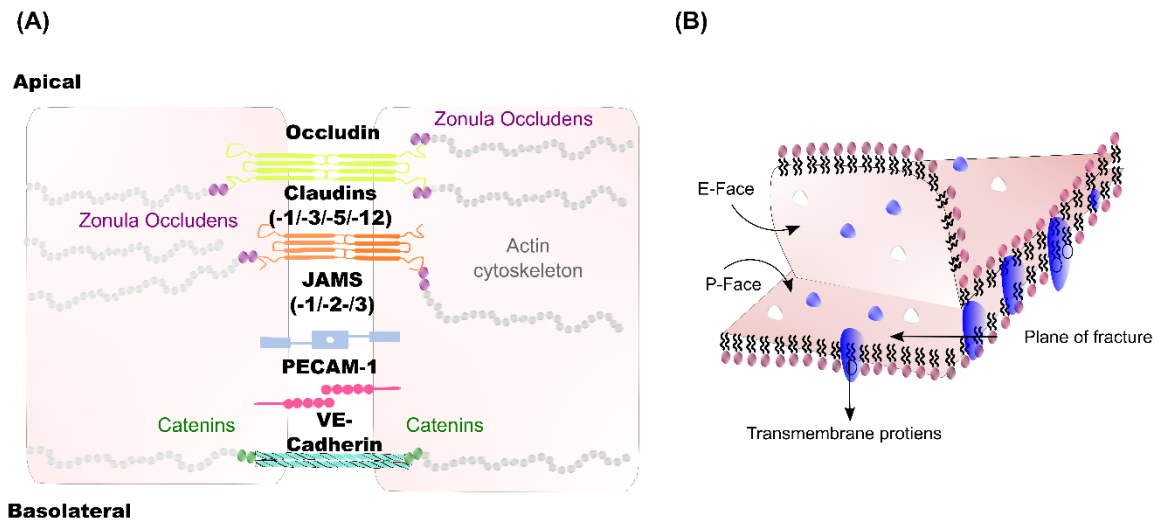 (A)
Apical
Occludin
Zonula Occludens
Claudins
(-1/-3/-5/-12)
Zonula Occludens
Actin
cytoskeleton
JAMS
(-1/-2-/3)
PECAM-1
VE-
Cadherin
Catenins
Catenins
Basolateral
(B)
E-Face
P-Face
Plane of fracture
Transmembrane protiens